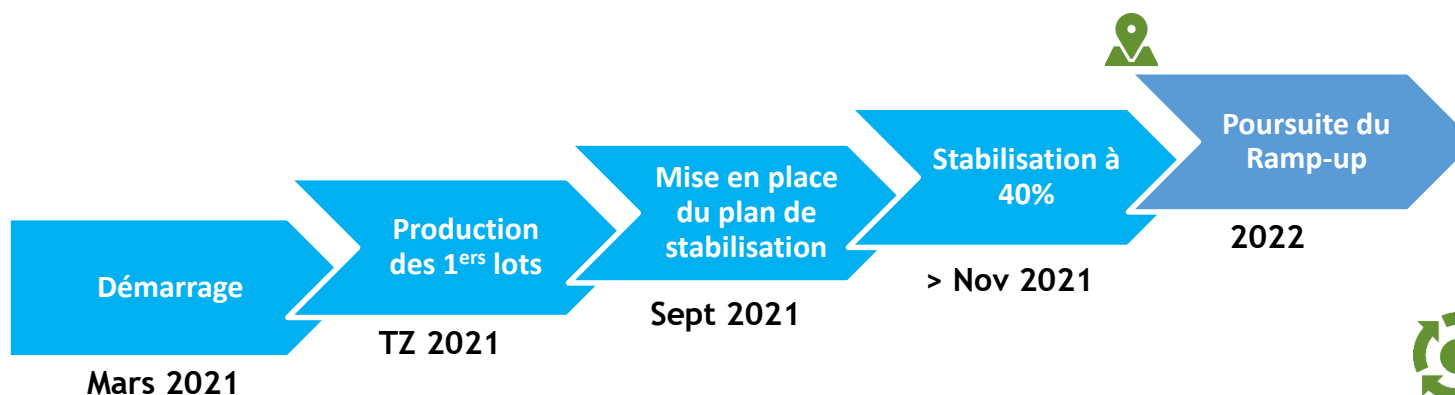 Démarrage
Mars 2021
Production
des 1ers lots
TZ 2021
Mise en place
du plan de
stabilisation
Sept 2021
Stabilisation à
40%
> Nov 2021
Poursuite du
Ramp-up
2022